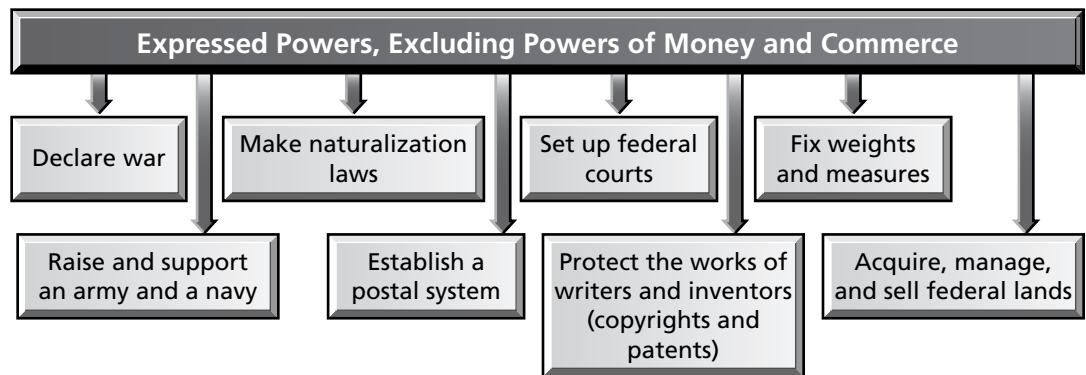 Expressed Powers, Excluding Powers of Money and Commerce
Declare war
Make naturalization
laws
Set up federal
courts
Fix weights
and measures
Raise and support
an army and a navy
Establish a
postal system
Protect the works of
writers and inventors
(copyrights and
patents)
Acquire, manage,
and sell federal lands